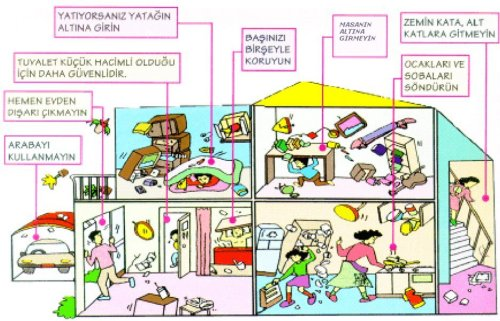 YATIYORSANIZ YATAĞIN
ALTINA GİRİN
TUVALET KÜÇÜK HACİMLİ OLDUĞU
İÇİN DAHA GÜVENLİDİR.
HEMEN EVDEN
DIŞARI ÇIKMAYIN
ARABAYI
KULLANMAYIN
BAŞINIZI
BİRŞEYLE
KORUYUN
MASANIN
ALTINA
GİRMEYİN
OCAKLARI VE
SOBALARI
SÖNDÜRÜN
ZEMİN KATA, ALT
KATLARA GİTMEYİN